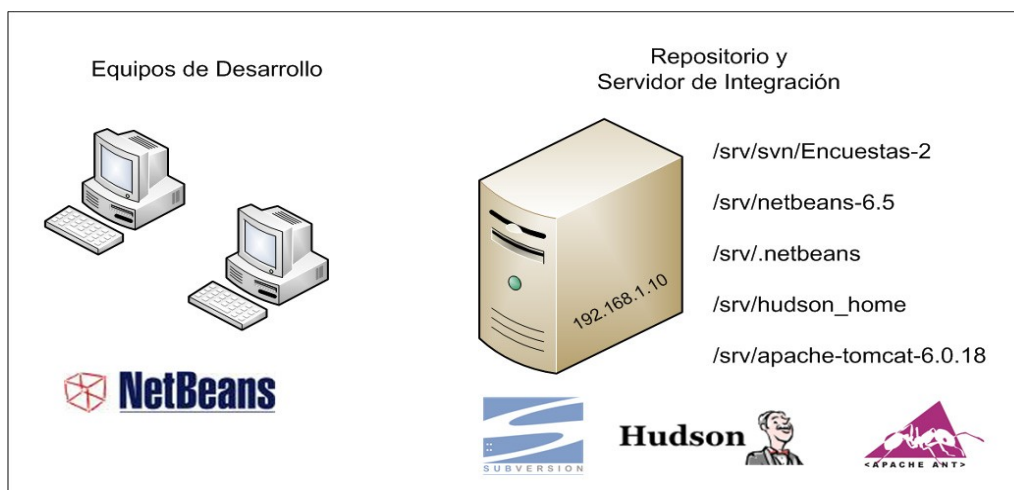 Equipos de Desarrollo
NetBeans
Repositorio y
Servidor de Integración
192.168.1.10
/srv/svn/Encuestas-2
/srv/netbeans-6.5
/srv/.netbeans
/srv/hudson_home
/srv/apache-tomcat-6.0.18
SUBVERSION
Hudson
<APACHE ANT>